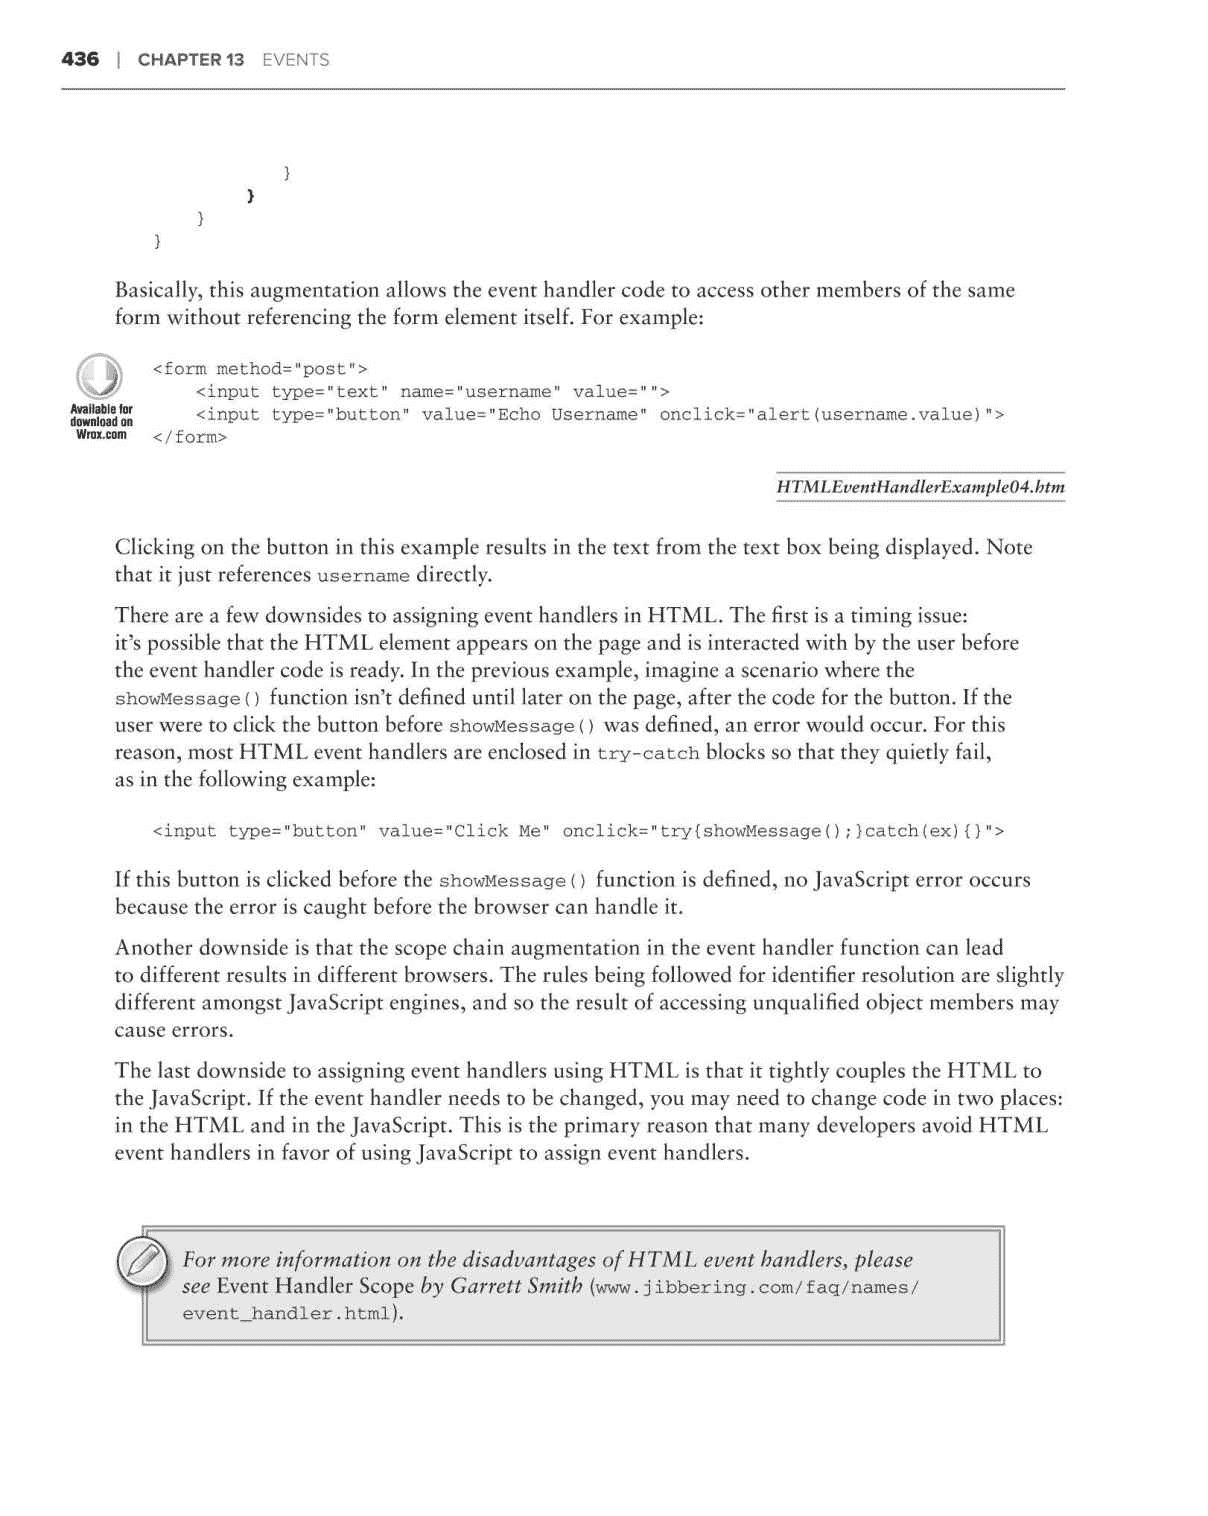 436 | CHAPTER 13 EVENTS
}
}
}
}
Basically, this augmentation allows the event handler code to access other members of the same
form without referencing the form element itself. For example:
<form method="post">
<input type="text" name="username" value="">
<input type="button" value="Echo Username" onclick="alert(username.value)">
</form>
Available for
download on
Wrox.com
HTMLEventHandlerExample04.htm
Clicking on the button in this example results in the text from the text box being displayed. Note
that it just references username directly.
There are a few downsides to assigning event handlers in HTML. The first is a timing issue:
it's possible that the HTML element appears on the page and is interacted with by the user before
the event handler code is ready. In the previous example, imagine a scenario where the
showMessage() function isn't defined until later on the page, after the code for the button. If the
user were to click the button before showMessage() was defined, an error would occur. For this
reason, most HTML event handlers are enclosed in try-catch blocks so that they quietly fail,
as in the following example:
<input type="button" value="Click Me" onclick="try{showMessage();}catch(ex){}">
If this button is clicked before the showMessage() function is defined, no JavaScript error occurs
because the error is caught before the browser can handle it.
Another downside is that the scope chain augmentation in the event handler function can lead
to different results in different browsers. The rules being followed for identifier resolution are slightly
different amongst JavaScript engines, and so the result of accessing unqualified object members may
cause errors.
The last downside to assigning event handlers using HTML is that it tightly couples the HTML to
the JavaScript. If the event handler needs to be changed, you may need to change code in two places:
in the HTML and in the JavaScript. This is the primary reason that many developers avoid HTML
event handlers in favor of using JavaScript to assign event handlers.
For more information on the disadvantages of HTML event handlers, please
see Event Handler Scope by Garrett Smith (www.jibbering.com/faq/names/
event_handler.html).